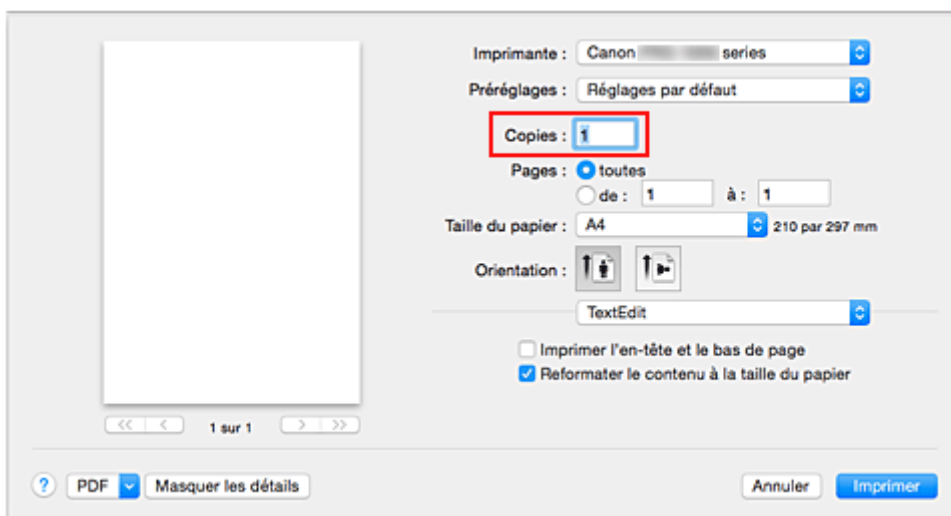 Imprimante : Canon series
Préréglages : Réglages par défaut
Copies : 1
Pages : toutes
de : 1 à : 1
Taille du papier : A4 210 par 297 mm
Orientation :
TextEdit
Imprimer l'en-tête et le bas de page
Reformater le contenu à la taille du papier
<< < 1 sur 1 > >>
? PDF Masquer les détails Annuler Imprimer